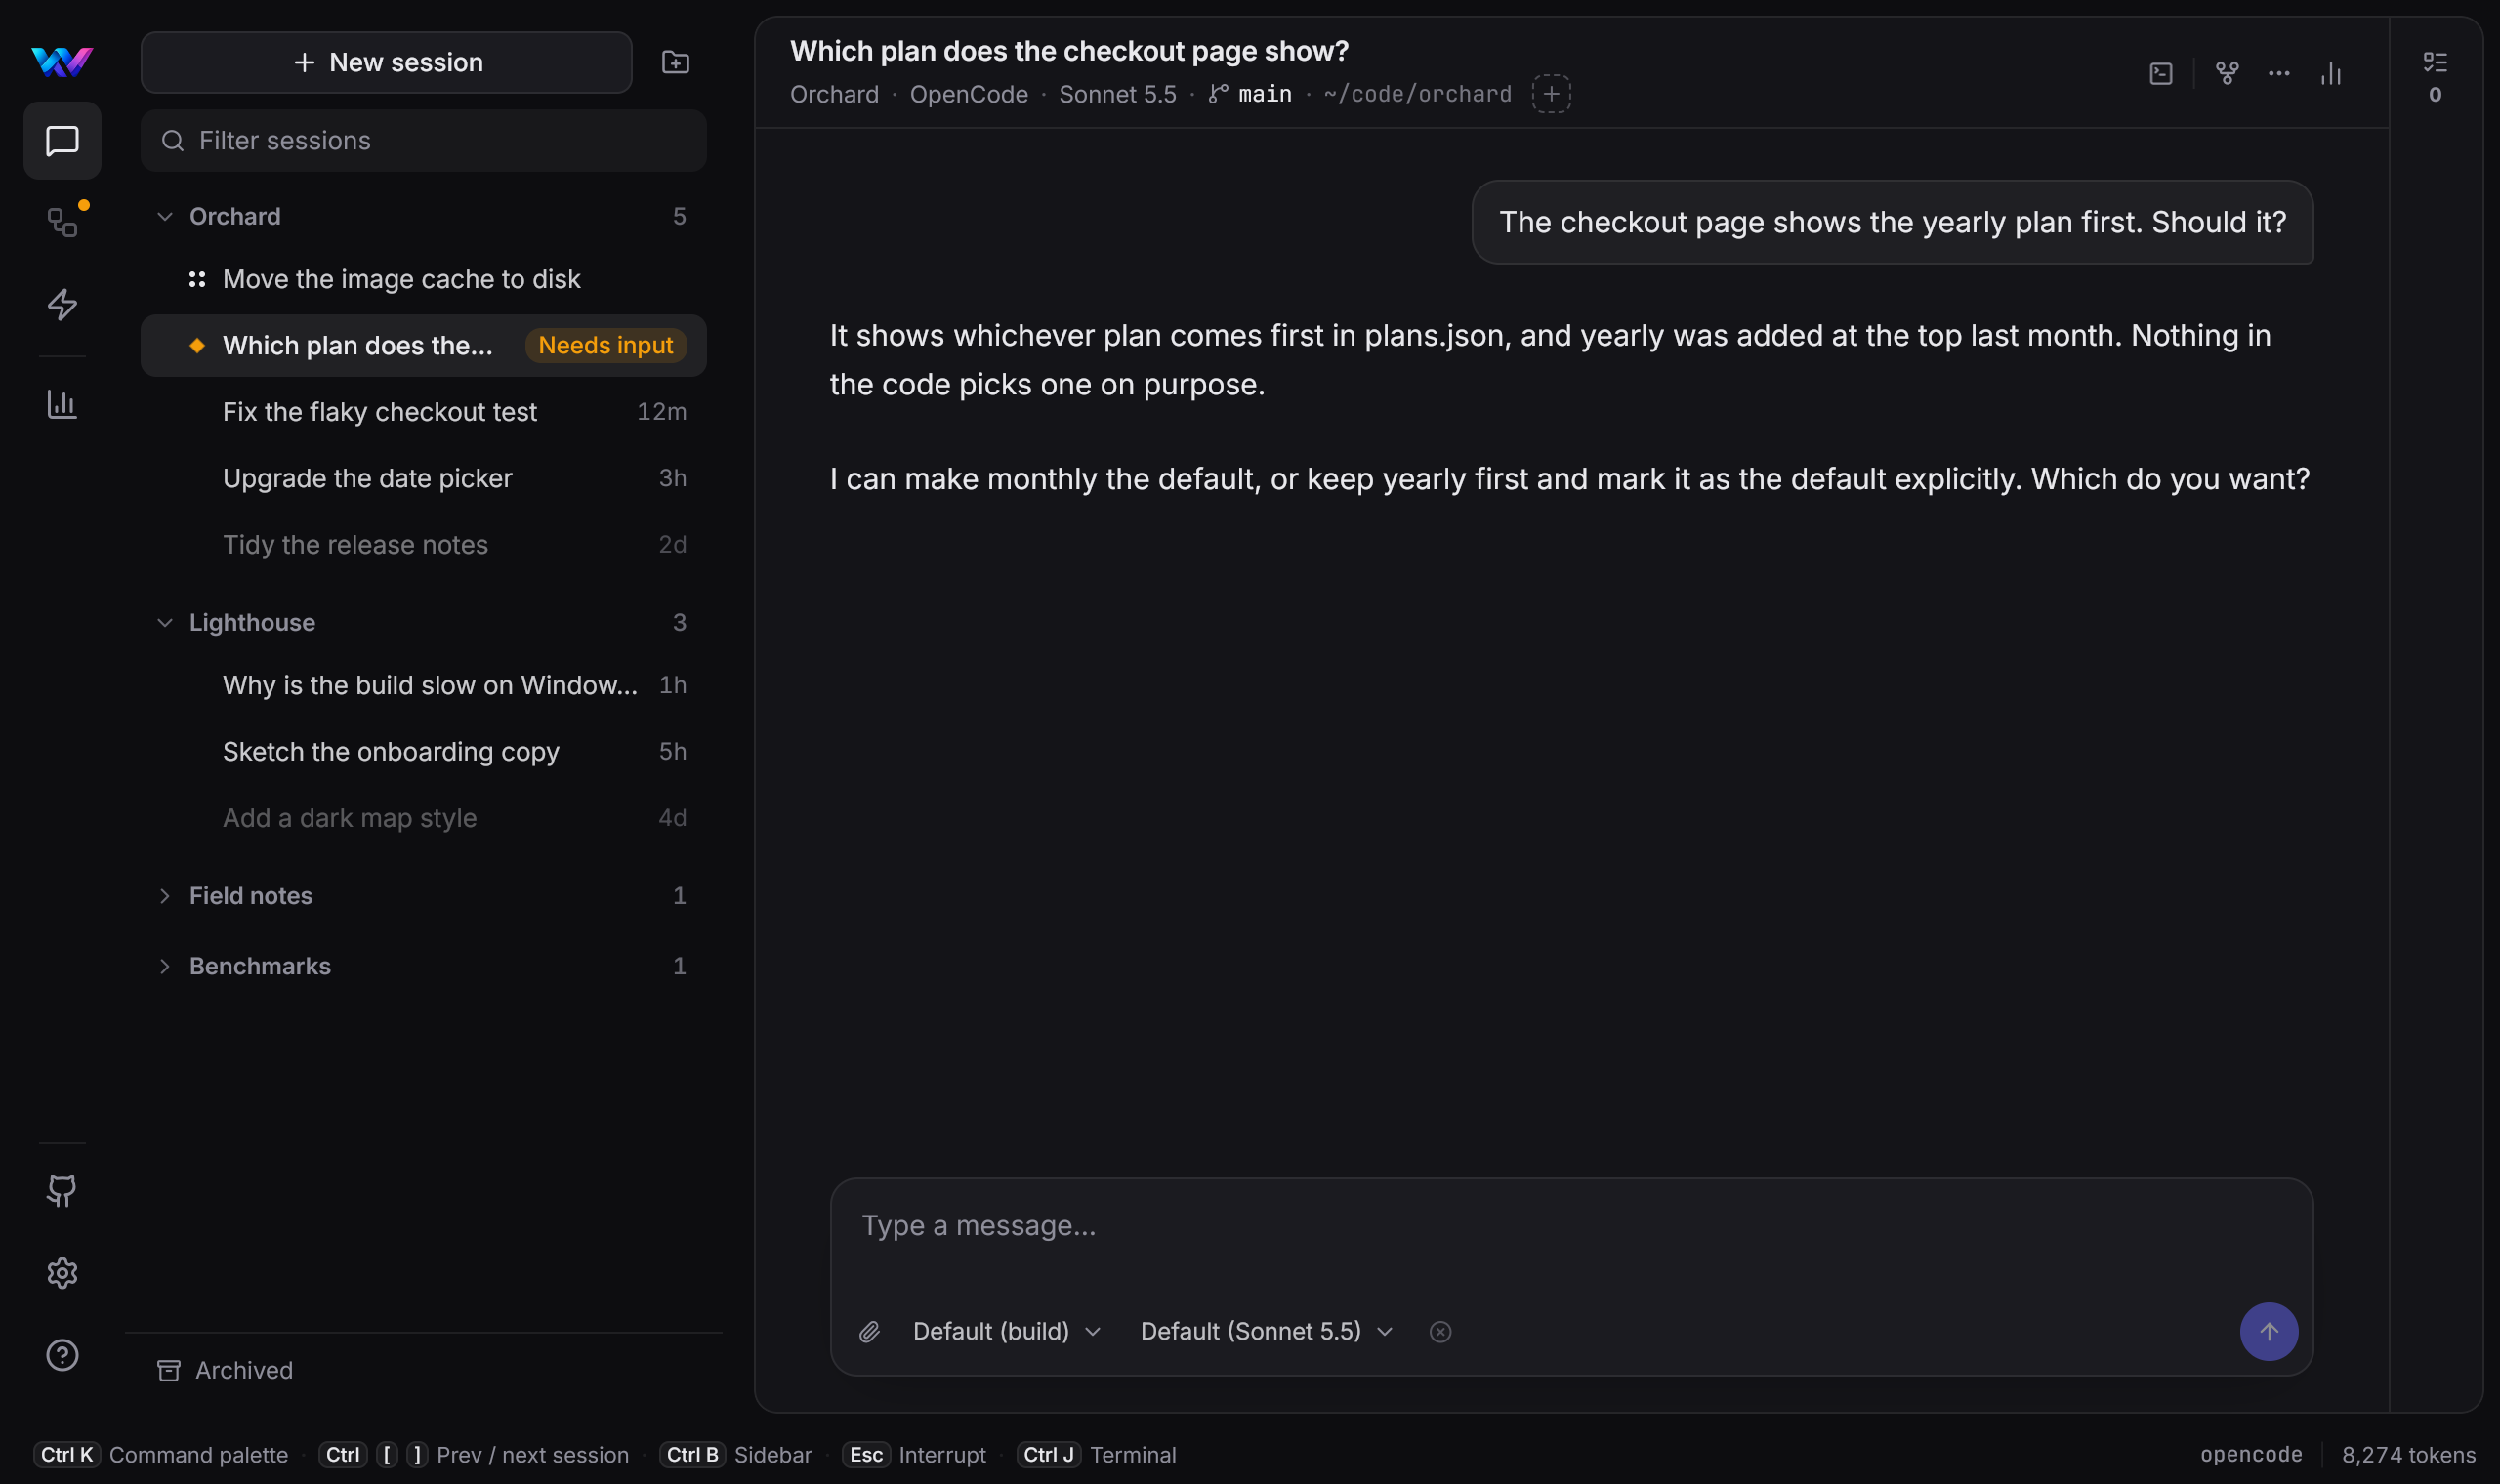 New session
Filter sessions
Orchard 5
Move the image cache to disk
Which plan does the... Needs input
Fix the flaky checkout test 12m
Upgrade the date picker 3h
Tidy the release notes 2d
Lighthouse 3
Why is the build slow on Window... 1h
Sketch the onboarding copy 5h
Add a dark map style 4d
Field notes 1
Benchmarks 1
Archived
Which plan does the checkout page show?
Orchard · OpenCode · Sonnet 5.5 · main · ~/code/orchard
0
The checkout page shows the yearly plan first. Should it?
It shows whichever plan comes first in plans.json, and yearly was added at the top last month. Nothing in
the code picks one on purpose.
I can make monthly the default, or keep yearly first and mark it as the default explicitly. Which do you want?
Type a message...
Default (build) Default (Sonnet 5.5)
Ctrl K Command palette · Ctrl [ ] Prev / next session · Ctrl B Sidebar · Esc Interrupt · Ctrl J Terminal
opencode 8,274 tokens